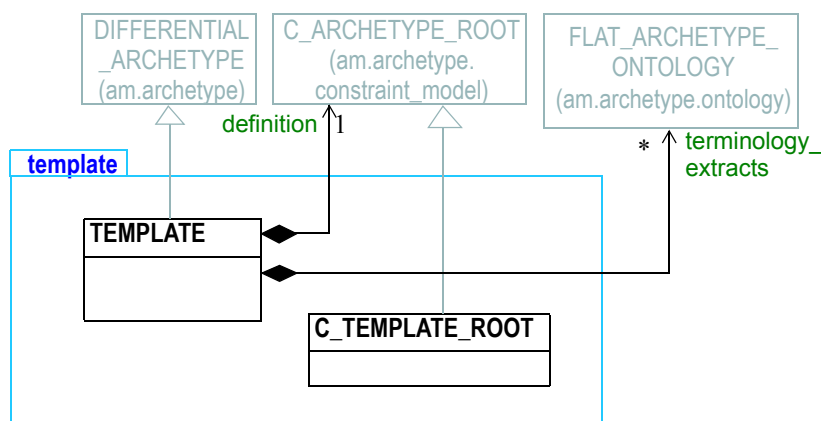 DIFFERENTIAL
_ARCHETYPE
(am.archetype)
C_ARCHETYPE_ROOT
(am.archetype.
constraint_model)
FLAT_ARCHETYPE_
ONTOLOGY
(am.archetype.ontology)
definition 1
* terminology_
extracts
template
TEMPLATE
C_TEMPLATE_ROOT